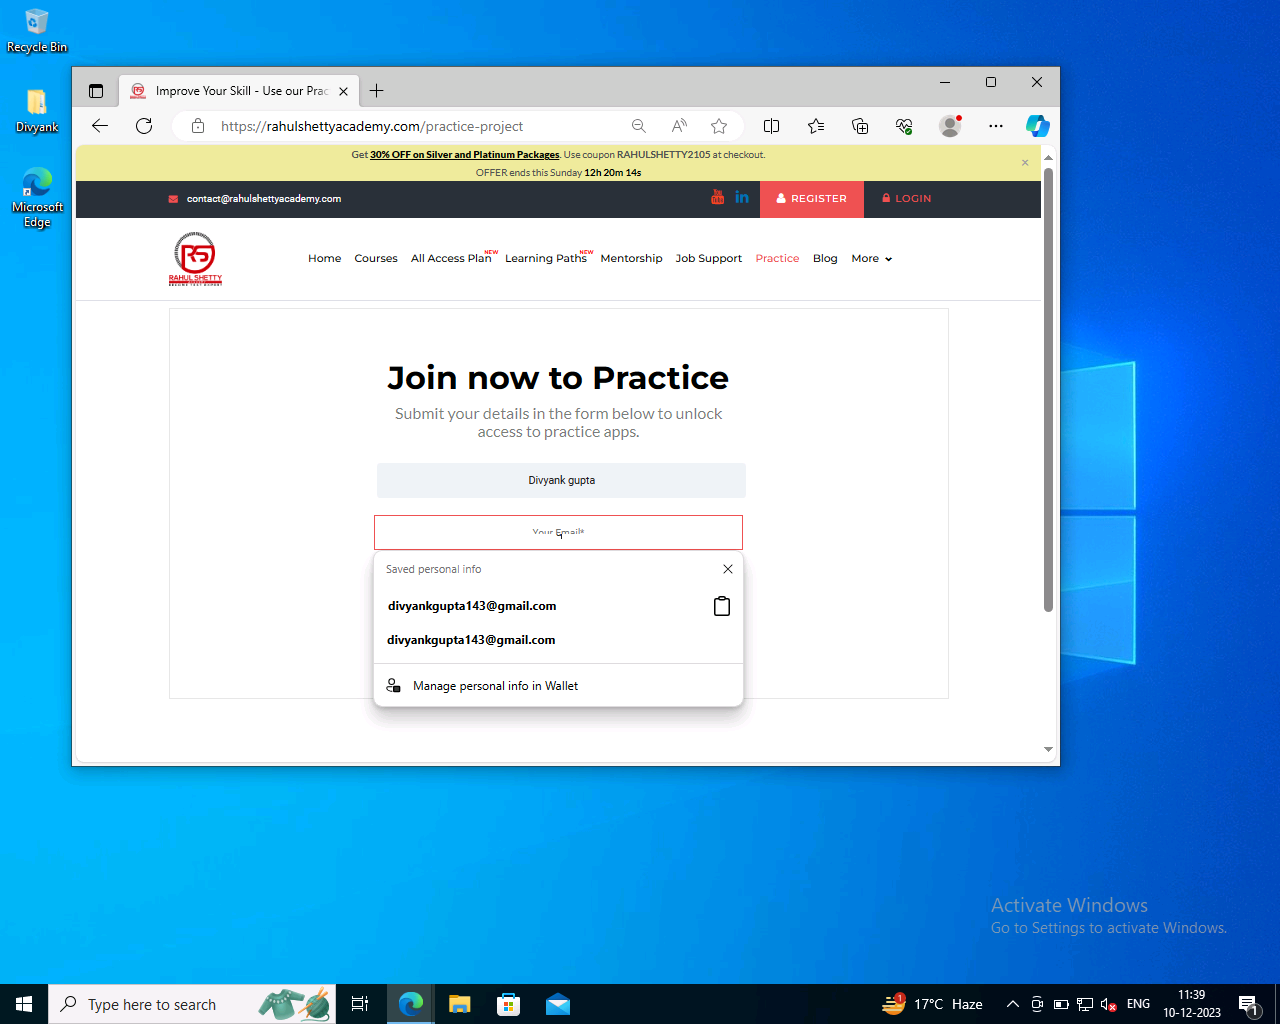 Recycle Bin
Divyank
Microsoft
Edge
Improve Your Skill - Use our Prac
https://rahulshettyacademy.com/practice-project
Get 30% OFF on Silver and Platinum Packages. Use coupon RAHULSHETTY2105 at checkout.
OFFER ends this Sunday 12h 20m 14s
contact@rahulshettyacademy.com
REGISTER
LOGIN
RAHUL SHETTY
Home Courses All Access Plan NEW Learning Paths NEW Mentorship Job Support Practice Blog More
Join now to Practice
Submit your details in the form below to unlock
access to practice apps.
Divyank gupta
Your Email*
Saved personal info
divyankgupta143@gmail.com
divyankgupta143@gmail.com
Manage personal info in Wallet
Activate Windows
Go to Settings to activate Windows.
Type here to search
1
17°C Haze
ENG
11:39
10-12-2023
1